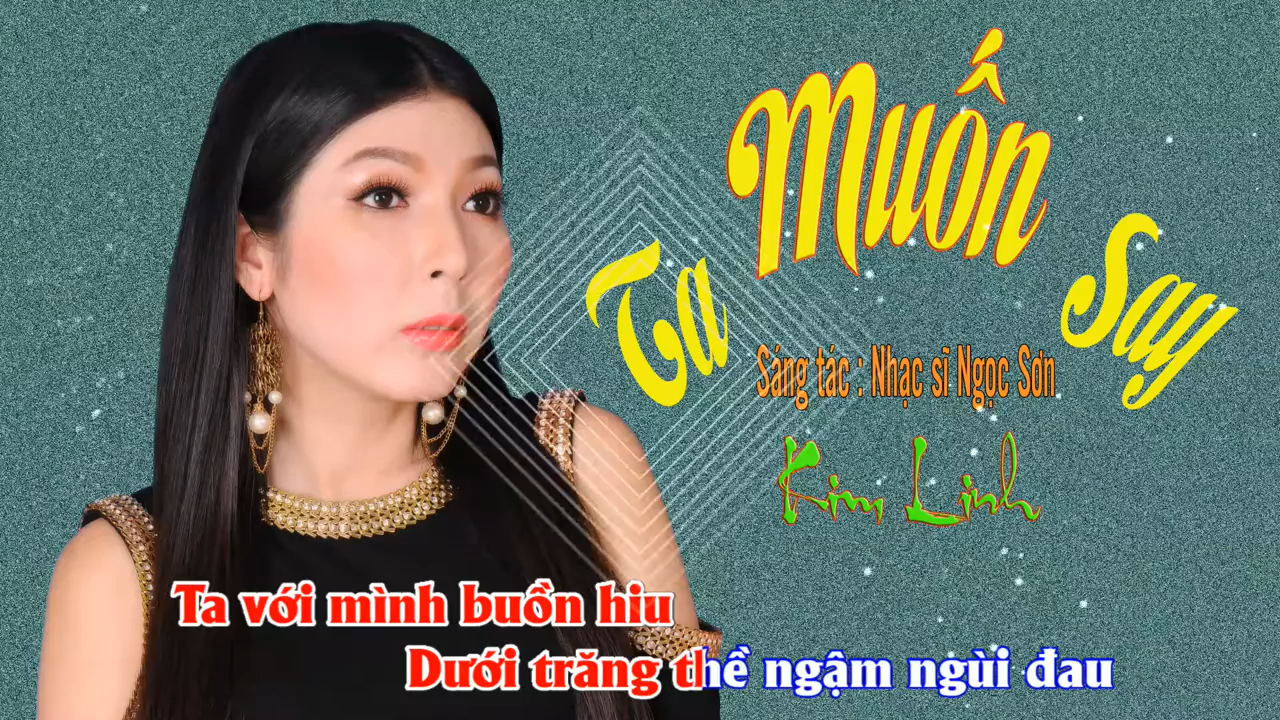 Ta Muốn Say
Sáng tác : Nhạc sĩ Ngọc Sơn
Kim Linh
Ta với mình buồn hiu
Dưới trăng thề ngậm ngùi đau